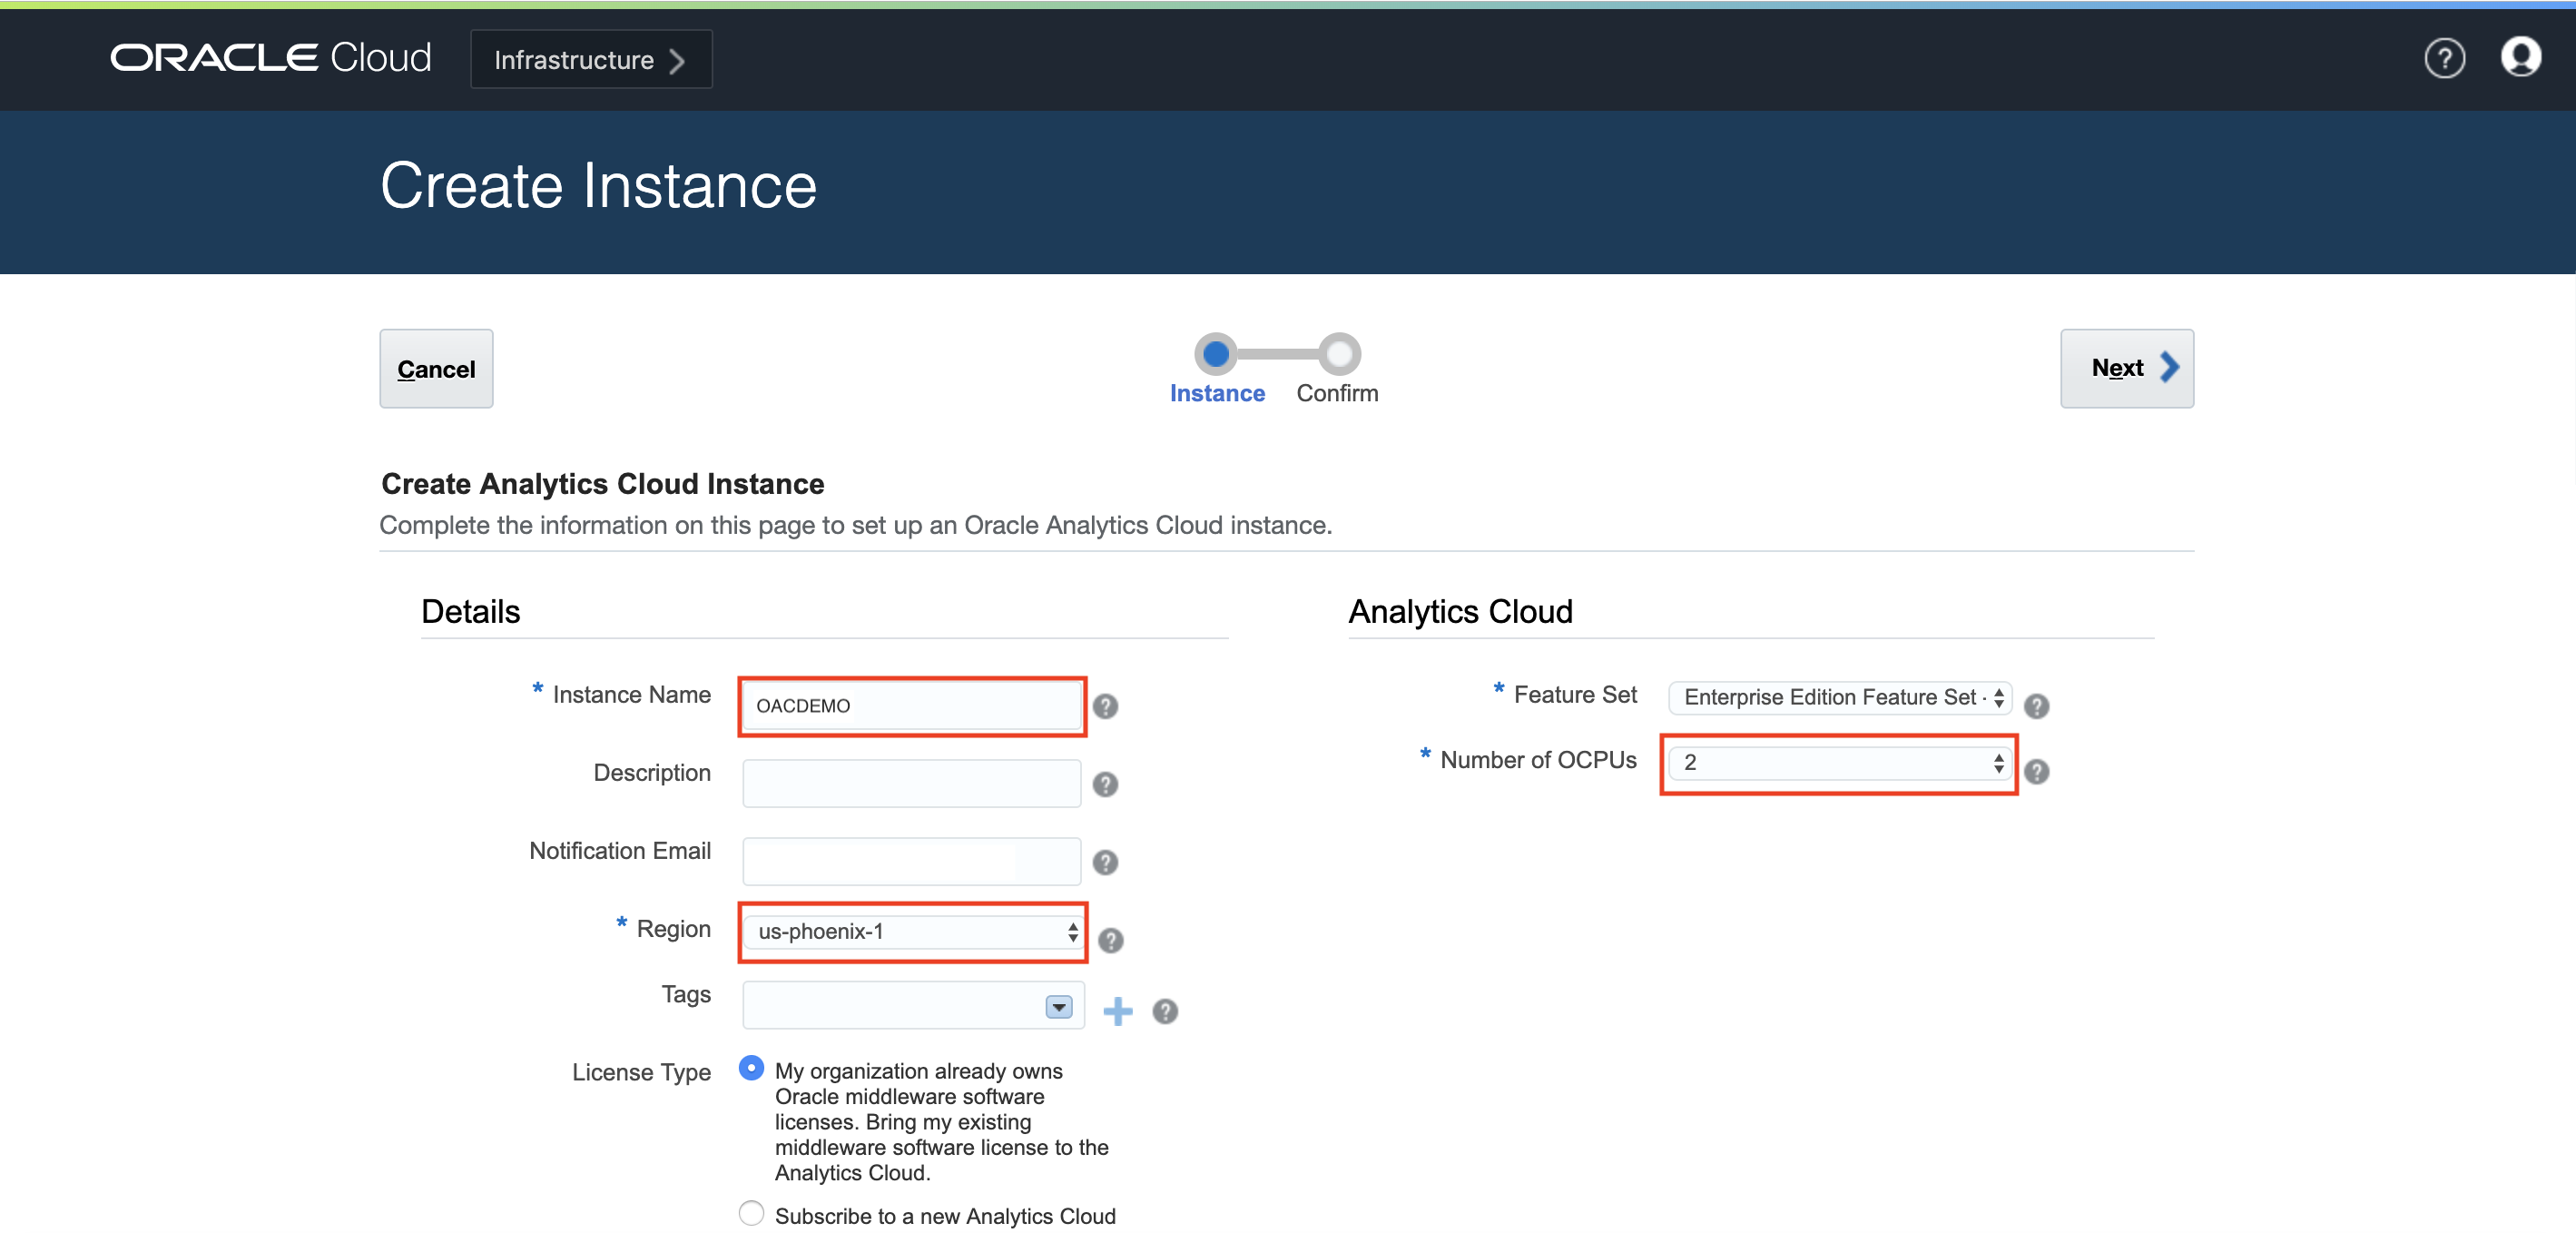 ORACLE Cloud Infrastructure
Create Instance
Cancel
Instance Confirm
Next
Create Analytics Cloud Instance
Complete the information on this page to set up an Oracle Analytics Cloud instance.
Details
* Instance Name OACDEMO
Description
Notification Email
* Region us-phoenix-1
Tags
License Type
My organization already owns
Oracle middleware software
licenses. Bring my existing
middleware software license to the
Analytics Cloud.
Subscribe to a new Analytics Cloud
Analytics Cloud
* Feature Set Enterprise Edition Feature Set -
* Number of OCPUs 2